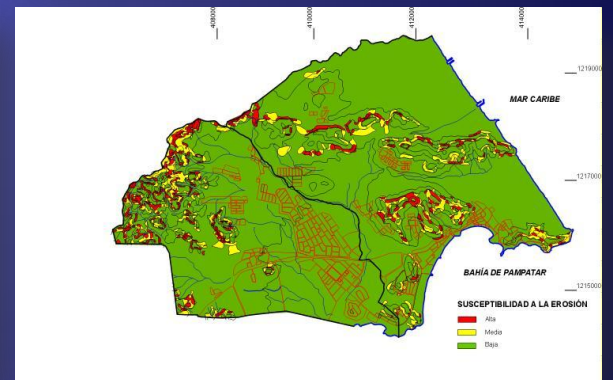 408000
410000
412000
414000
1219000
MAR CARIBE
1217000
BAHÍA DE PAMPATAR
1215000
SUSCEPTIBILIDAD A LA EROSIÓN
Alta
Media
Baja